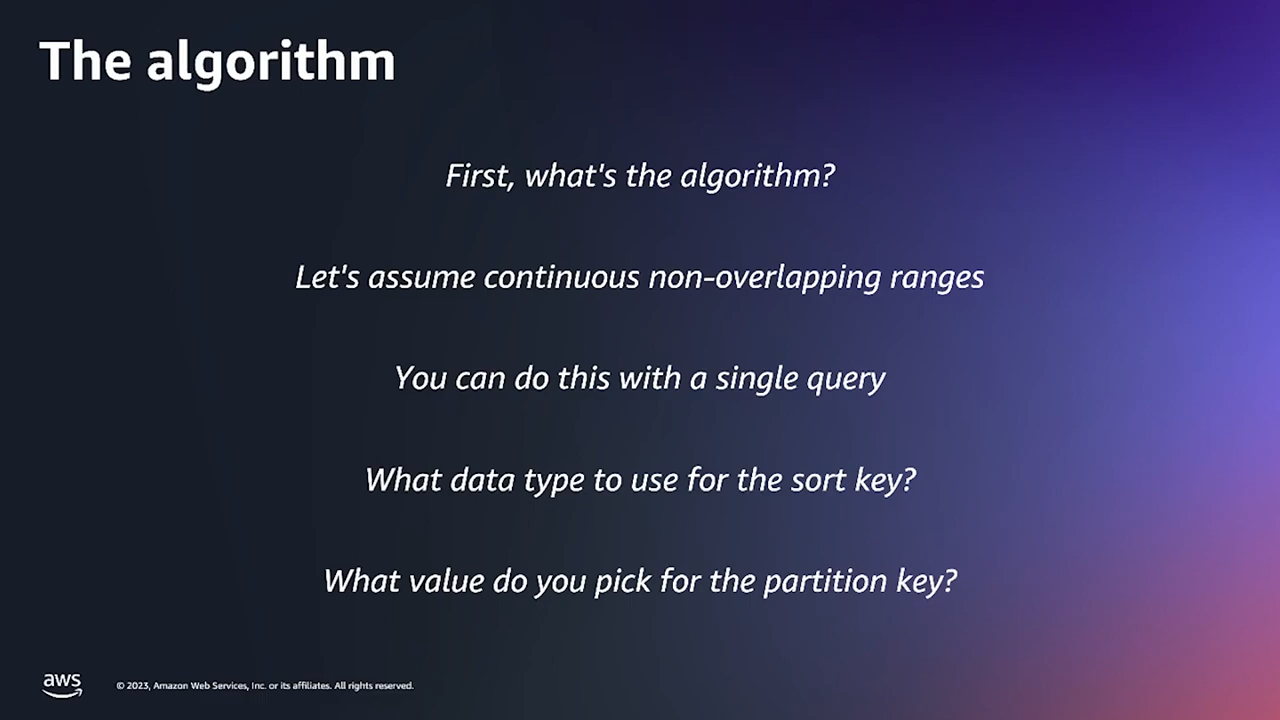 The algorithm
First, what's the algorithm?
Let's assume continuous non-overlapping ranges
You can do this with a single query
What data type to use for the sort key?
What value do you pick for the partition key?
aws
© 2023, Amazon Web Services, Inc. or its affiliates. All rights reserved.